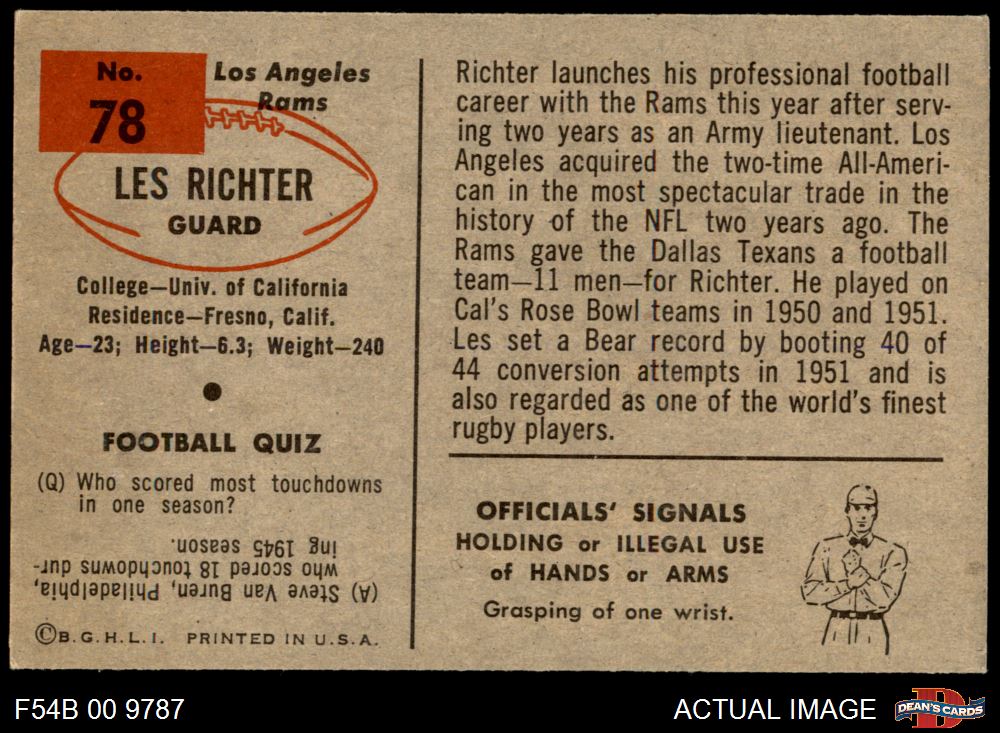 No.
78
Los Angeles
Rams
LES RICHTER
GUARD
College—Univ. of California
Residence—Fresno, Calif.
Age—23; Height—6.3; Weight—240
FOOTBALL QUIZ
(Q) Who scored most touchdowns
in one season?
(A) Steve Van Buren, Philadelphia,
who scored 18 touchdowns dur-
ing 1945 season.
©B.G.H.L.I. PRINTED IN U.S.A.
Richter launches his professional football
career with the Rams this year after serv-
ing two years as an Army lieutenant. Los
Angeles acquired the two-time All-Ameri-
can in the most spectacular trade in the
history of the NFL two years ago. The
Rams gave the Dallas Texans a football
team—11 men—for Richter. He played on
Cal's Rose Bowl teams in 1950 and 1951.
Les set a Bear record by booting 40 of
44 conversion attempts in 1951 and is
also regarded as one of the world's finest
rugby players.
OFFICIALS' SIGNALS
HOLDING or ILLEGAL USE
of HANDS or ARMS
Grasping of one wrist.
F54B 00 9787
ACTUAL IMAGE
D
DEAN'S CARDS